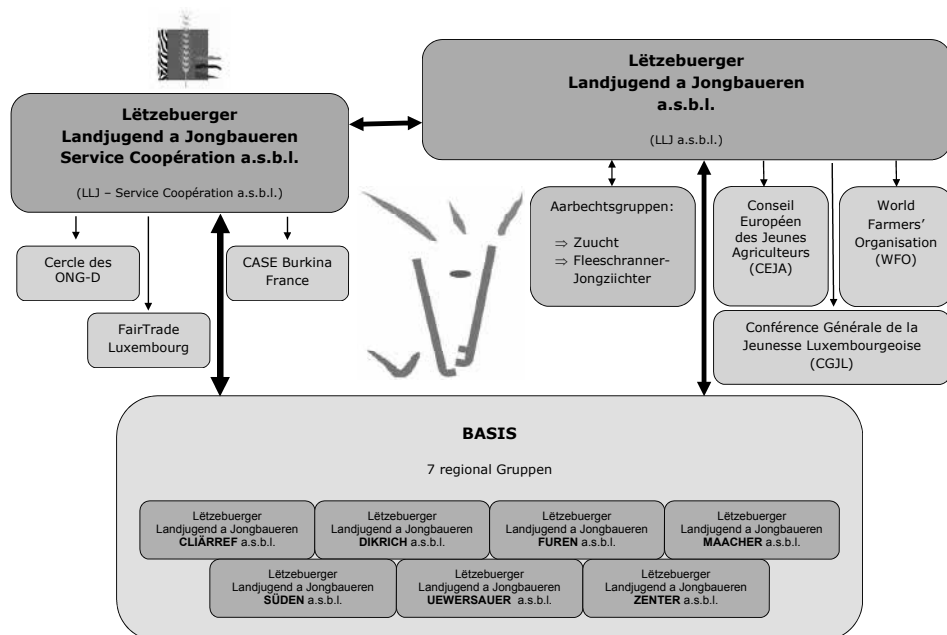 Lëtzebuerger
Landjugend a Jongbaueren
Service Coopération a.s.b.l.
(LLJ – Service Coopération a.s.b.l.)
Lëtzebuerger
Landjugend a Jongbaueren
a.s.b.l.
(LLJ a.s.b.l.)
Cercle des
ONG-D
FairTrade
Luxembourg
CASE Burkina
France
Aarbechtsgruppen:
⇒ Zuucht
⇒ Fleeschranner-
Jongziichter
Conseil
Européen
des Jeunes
Agriculteurs
(CEJA)
World
Farmers'
Organisation
(WFO)
Conférence Générale de la
Jeunesse Luxembourgeoise
(CGJL)
BASIS
7 regional Gruppen
Lëtzebuerger
Landjugend a Jongbaueren
CLIÄRREF a.s.b.l.
Lëtzebuerger
Landjugend a Jongbaueren
DIKRICH a.s.b.l.
Lëtzebuerger
Landjugend a Jongbaueren
FUREN a.s.b.l.
Lëtzebuerger
Landjugend a Jongbaueren
MAACHER a.s.b.l.
Lëtzebuerger
Landjugend a Jongbaueren
SÜDEN a.s.b.l.
Lëtzebuerger
Landjugend a Jongbaueren
UEWERSAUER a.s.b.l.
Lëtzebuerger
Landjugend a Jongbaueren
ZENTER a.s.b.l.